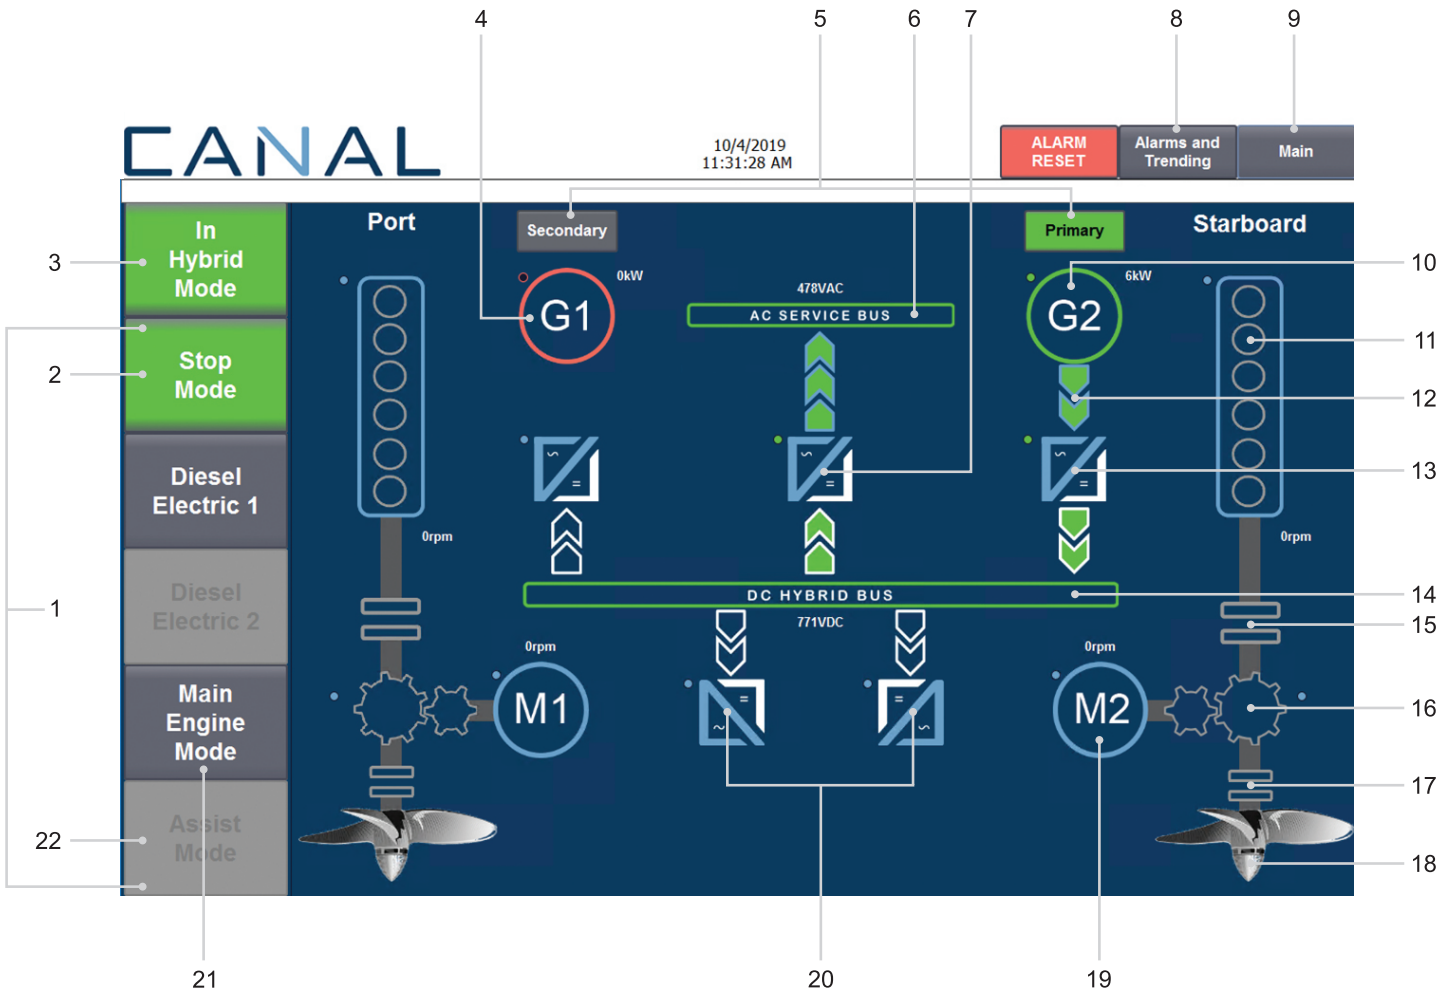 4 5 6 7 8 9
CANAL
10/4/2019
11:31:28 AM
ALARM
RESET
Alarms and
Trending
Main
In
Hybrid
Mode
Port
Secondary
Primary
Starboard
3
0kW
6kW
10
G1
478VAC
AC SERVICE BUS
G2
11
2
Stop
Mode
12
Diesel
Electric 1
~
=
~
=
~
=
13
0rpm
0rpm
1
Diesel
Electric 2
DC HYBRID BUS
771VDC
14
15
0rpm
0rpm
Main
Engine
Mode
M1
=
~
=
~
M2
16
17
22
Assist
Mode
18
21 20 19